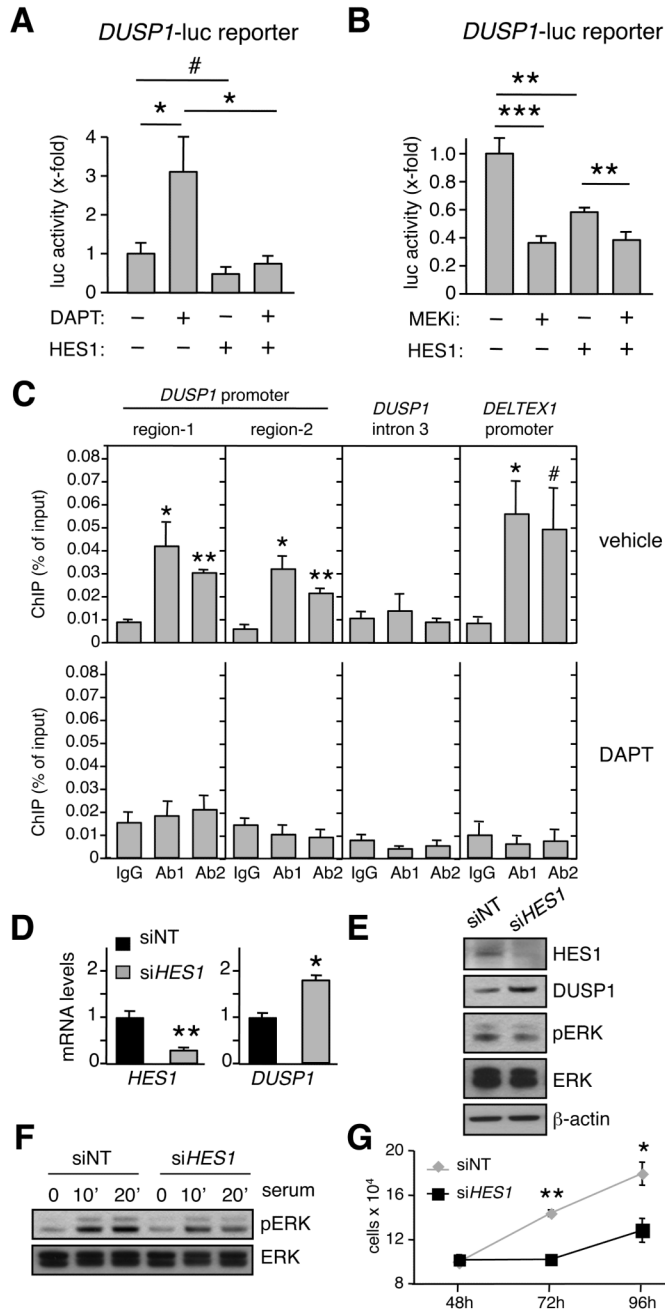 A
DUSP1-luc reporter
#
*
*
luc activity (x-fold)
4
3
2
1
0
DAPT: – + – +
HES1: – – + +
B
DUSP1-luc reporter
**
***
**
luc activity (x-fold)
1.0
0.8
0.6
0.4
0.2
0.0
MEKi: – + – +
HES1: – – + +
C
DUSP1 promoter
region-1
region-2
DUSP1
intron 3
DELTEX1
promoter
ChIP (% of input)
0.08
0.07
0.06
0.05
0.04
0.03
0.02
0.01
0
*
**
*
**
*
#
vehicle
ChIP (% of input)
0.08
0.07
0.06
0.05
0.04
0.03
0.02
0.01
0
DAPT
IgG Ab1 Ab2 IgG Ab1 Ab2 IgG Ab1 Ab2 IgG Ab1 Ab2
D
siNT
siHES1
mRNA levels
2
1
0
**
HES1
2
1
0
*
DUSP1
E
siNT siHES1
HES1
DUSP1
pERK
ERK
β-actin
F
siNT siHES1
0 10' 20' 0 10' 20' serum
pERK
ERK
G
siNT
siHES1
cells x 10⁴
20
16
12
8
**
*
48h 72h 96h